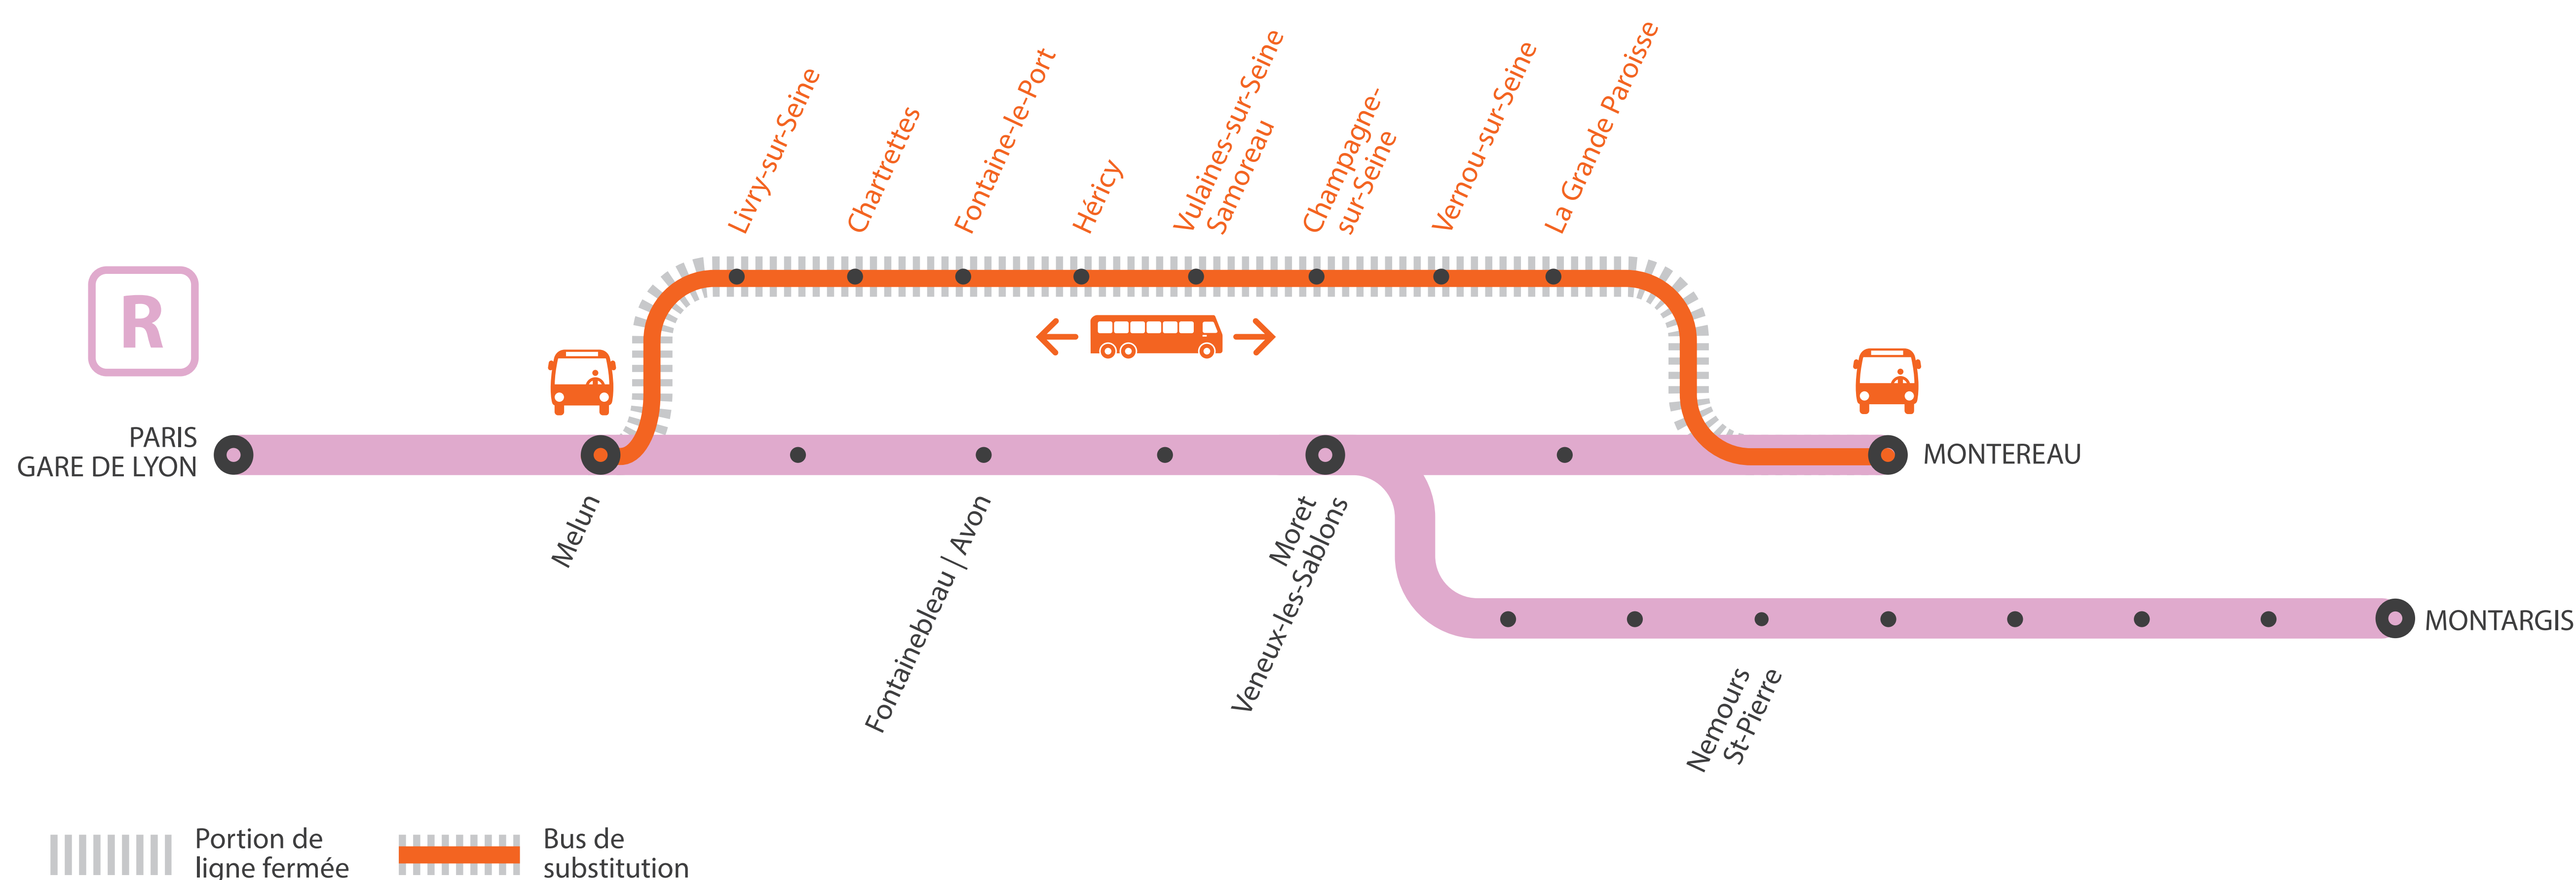 Livry-sur-Seine
Chartrettes
Fontaine-le-Port
Héricy
Vulaines-sur-Seine
Samoreau
Champagne-
sur-Seine
Vernou-sur-Seine
La Grande Paroisse
R
PARIS
GARE DE LYON
MONTEREAU
Melun
Fontainebleau | Avon
Moret
Veneux-les-Sablons
MONTARGIS
Nemours
St-Pierre
Portion de
ligne fermée
Bus de
substitution